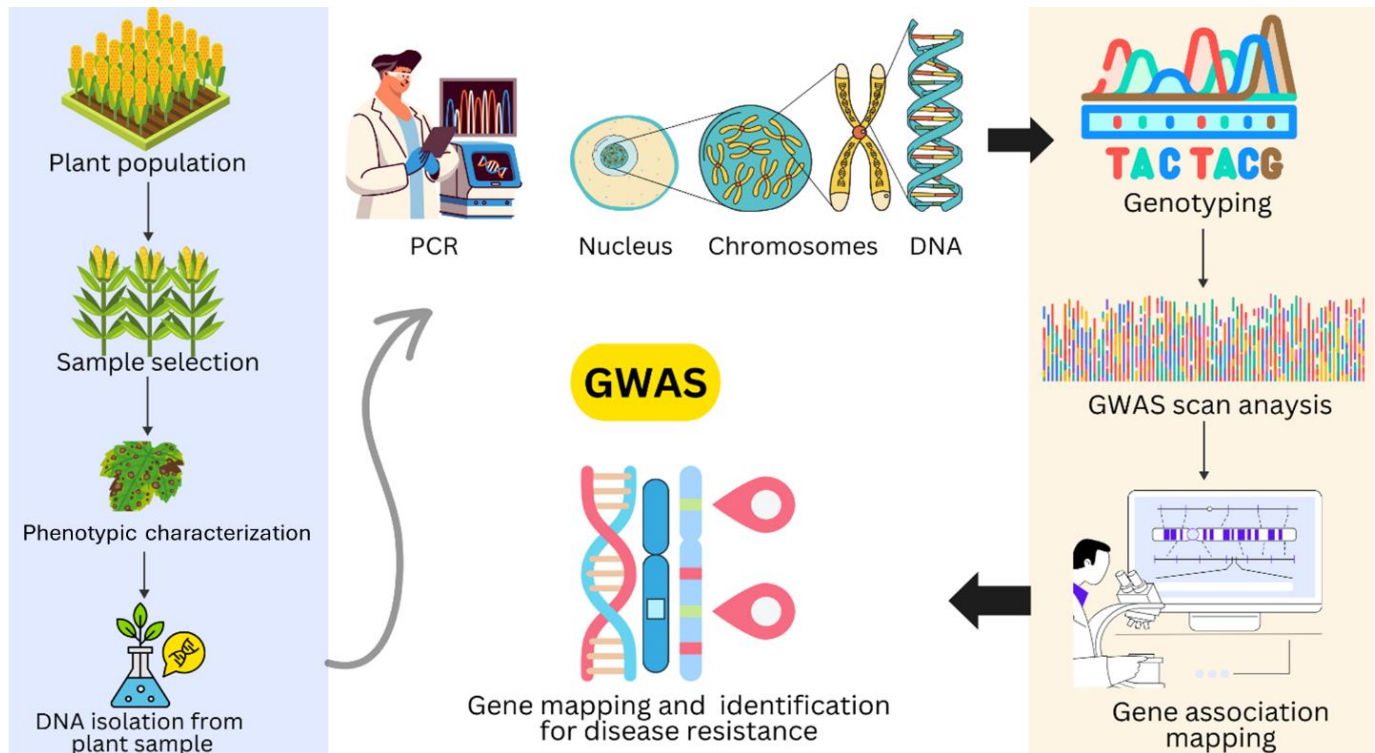 Plant population
Sample selection
Phenotypic characterization
DNA isolation from
plant sample
PCR
Nucleus
Chromosomes
DNA
TAC TACG
Genotyping
GWAS scan anaysis
Gene association
mapping
GWAS
Gene mapping and identification
for disease resistance